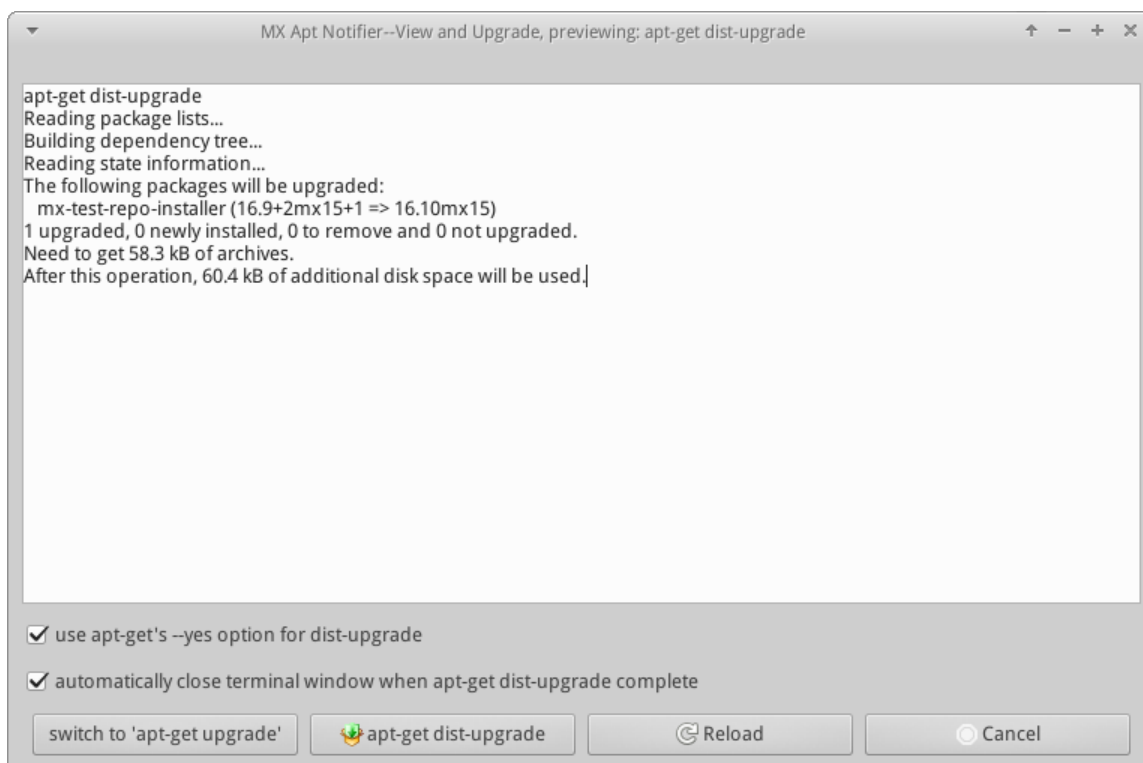 MX Apt Notifier--View and Upgrade, previewing: apt-get dist-upgrade
apt-get dist-upgrade
Reading package lists...
Building dependency tree...
Reading state information...
The following packages will be upgraded:
mx-test-repo-installer (16.9+2mx15+1 => 16.10mx15)
1 upgraded, 0 newly installed, 0 to remove and 0 not upgraded.
Need to get 58.3 kB of archives.
After this operation, 60.4 kB of additional disk space will be used.
use apt-get's --yes option for dist-upgrade
automatically close terminal window when apt-get dist-upgrade complete
switch to 'apt-get upgrade'
apt-get dist-upgrade
Reload
Cancel